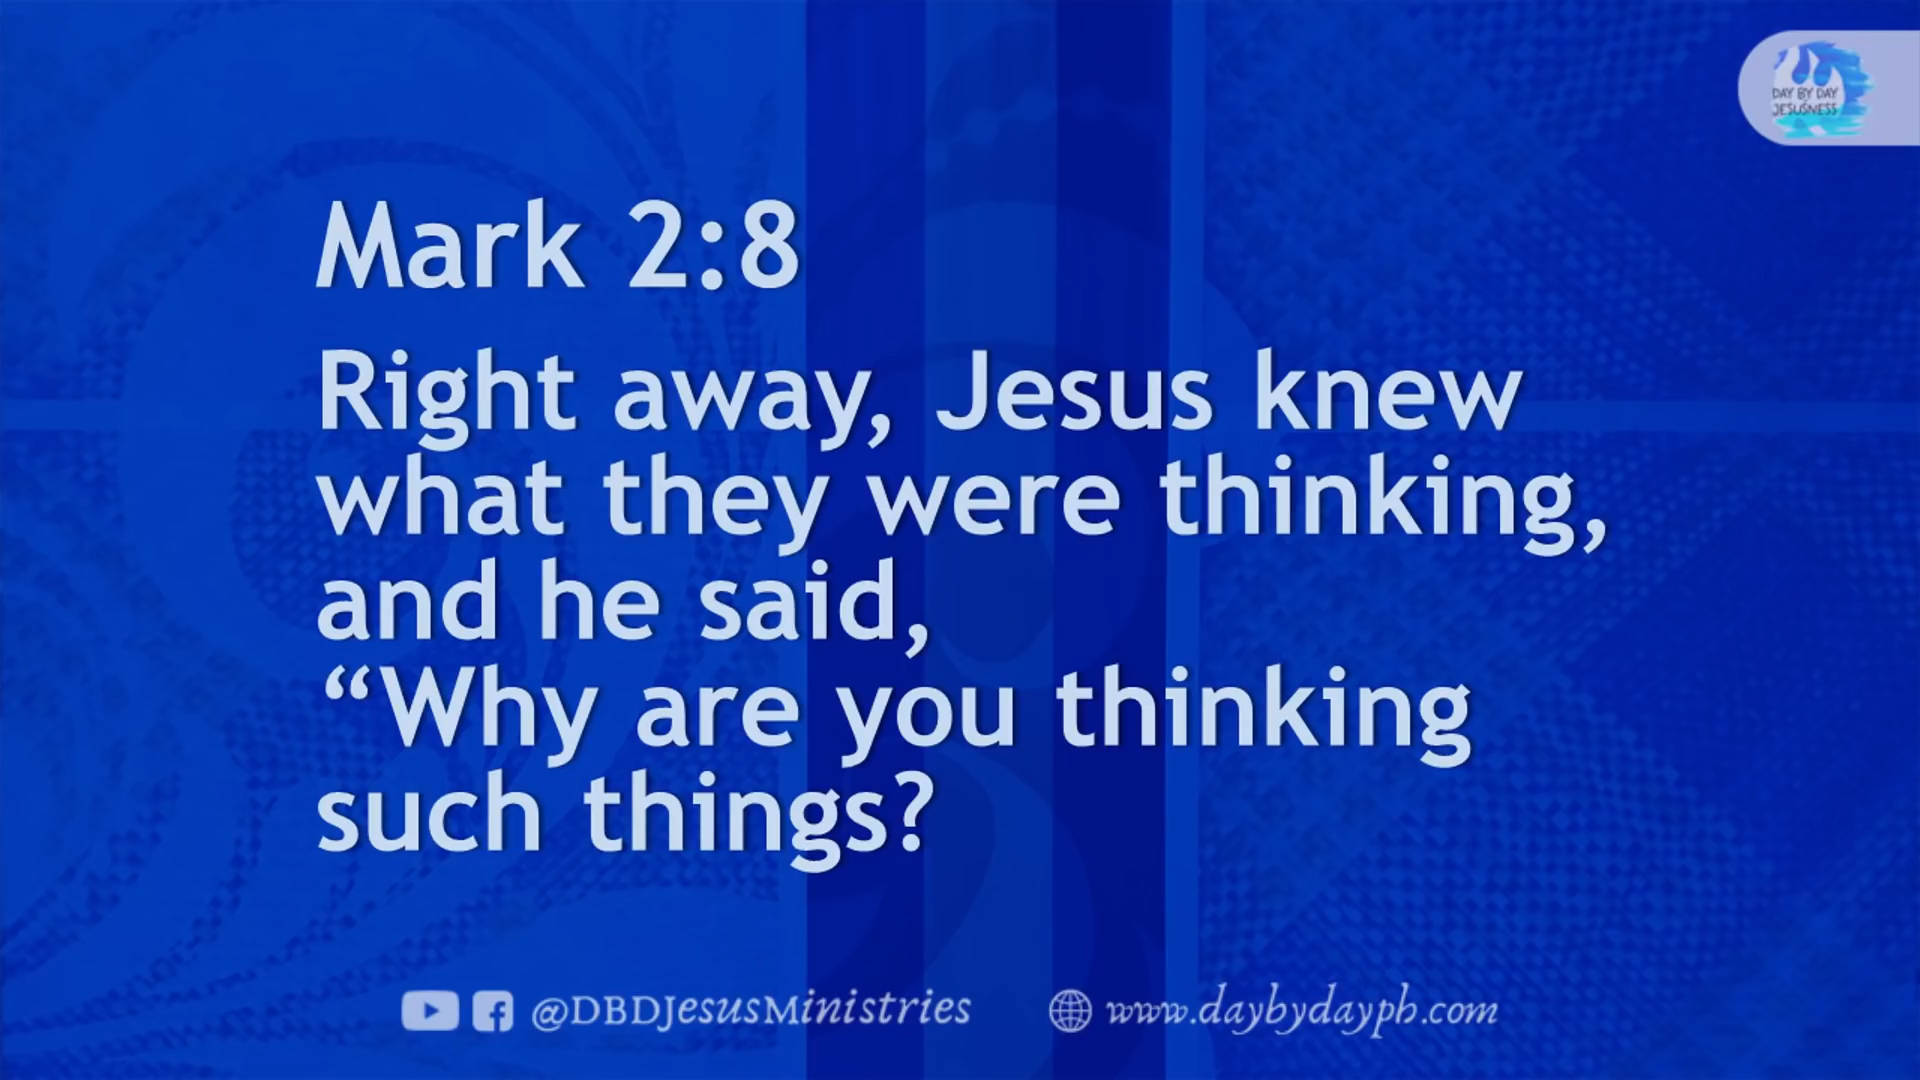 DAY BY DAY
JESUSNESS
Mark 2:8
Right away, Jesus knew
what they were thinking,
and he said,
“Why are you thinking
such things?
@DBDJesusMinistries
www.daybydayph.com